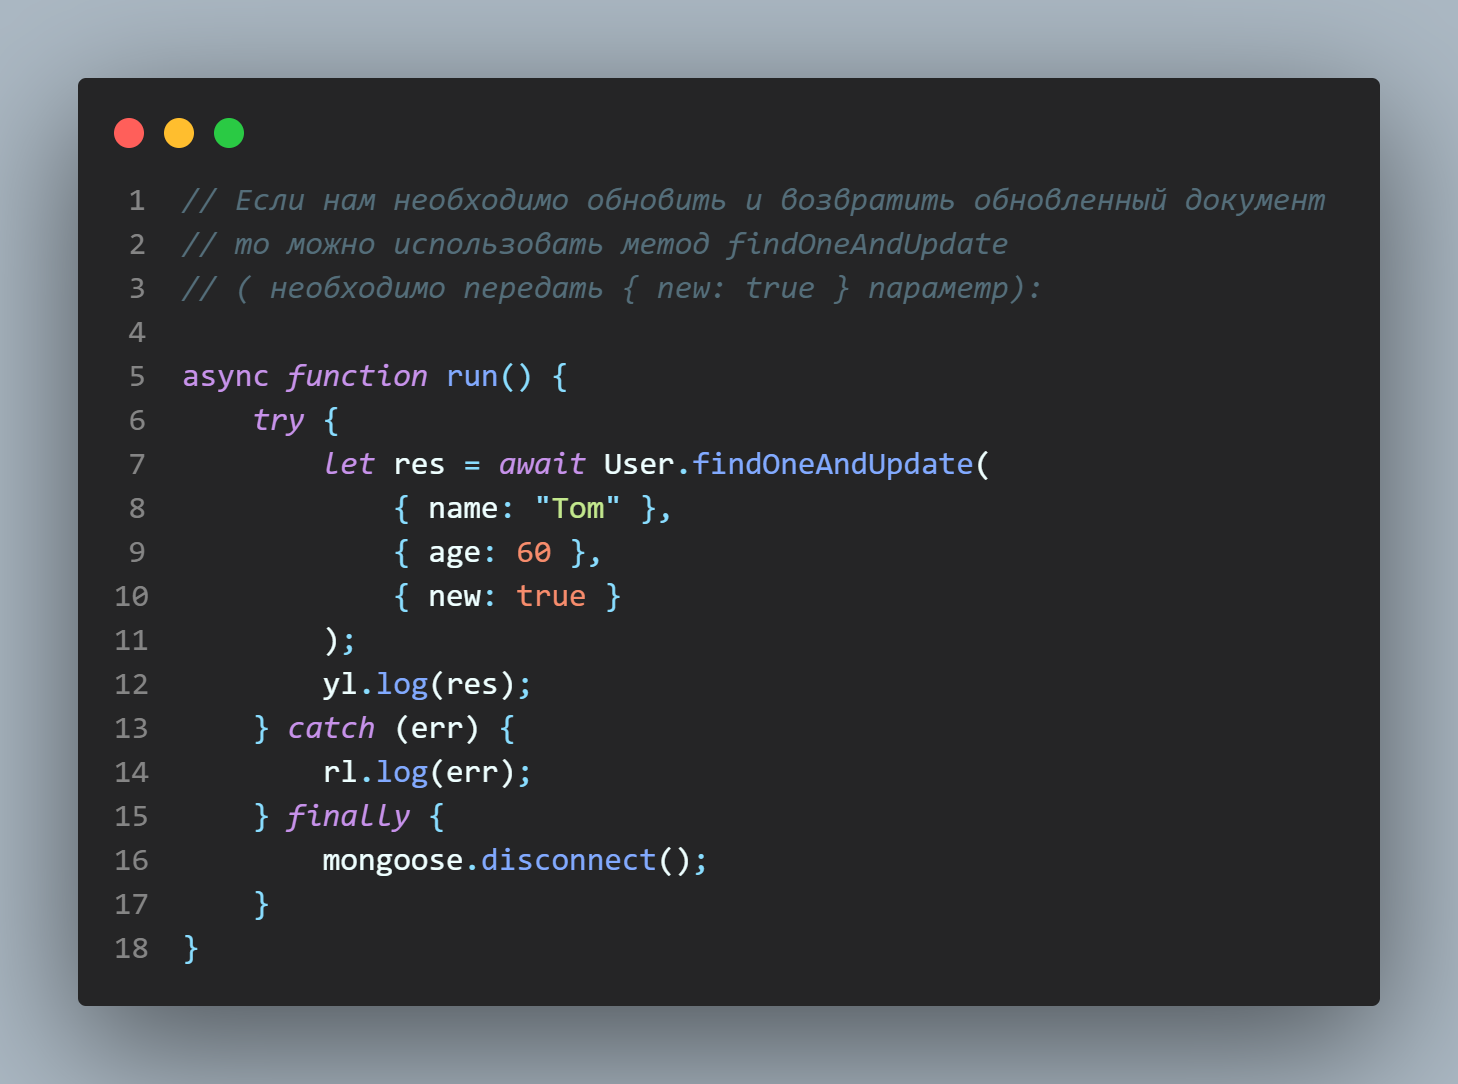 1 // Если нам необходимо обновить и возвратить обновленный документ
2 // то можно использовать метод findOneAndUpdate
3 // ( необходимо передать { new: true } параметр):
4
5 async function run() {
6     try {
7         let res = await User.findOneAndUpdate(
8             { name: "Tom" },
9             { age: 60 },
10             { new: true }
11         );
12         yl.log(res);
13     } catch (err) {
14         rl.log(err);
15     } finally {
16         mongoose.disconnect();
17     }
18 }